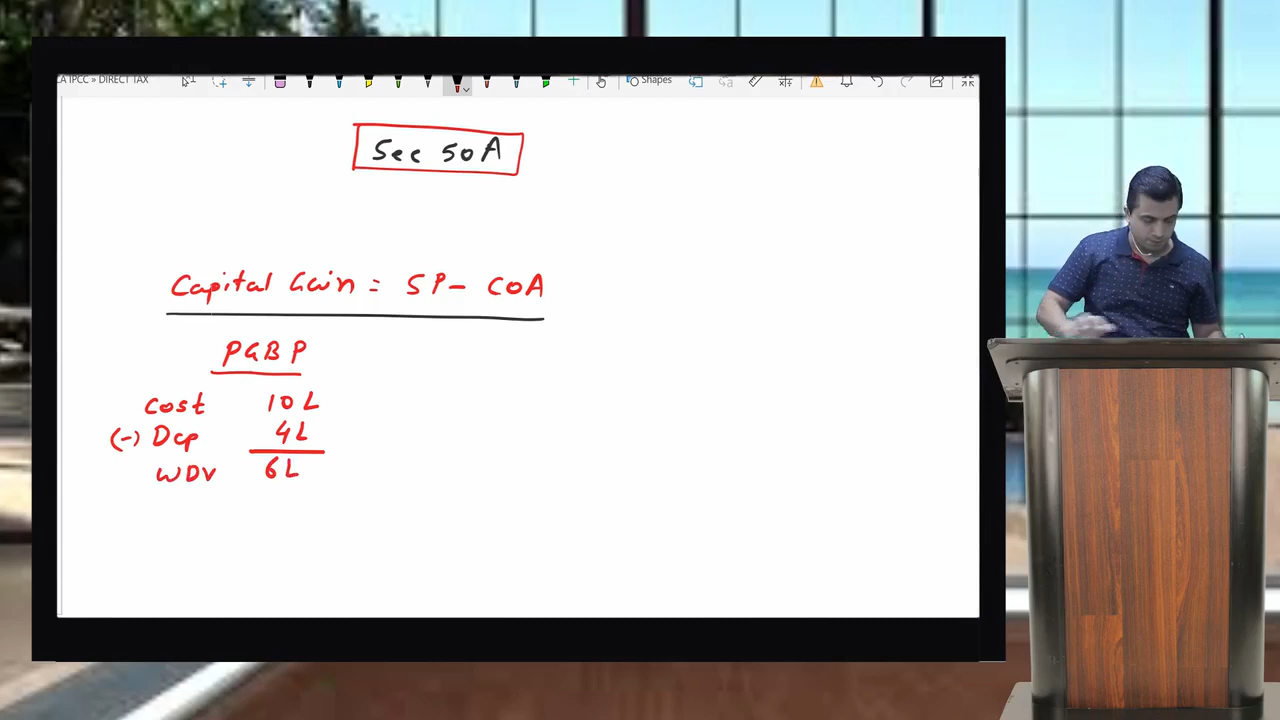 CA IPCC » DIRECT TAX
Shapes
Sec 50A
Capital Gain = SP - COA
PGBP
Cost 10 L
(-) Dep 4 L
WDV 6 L